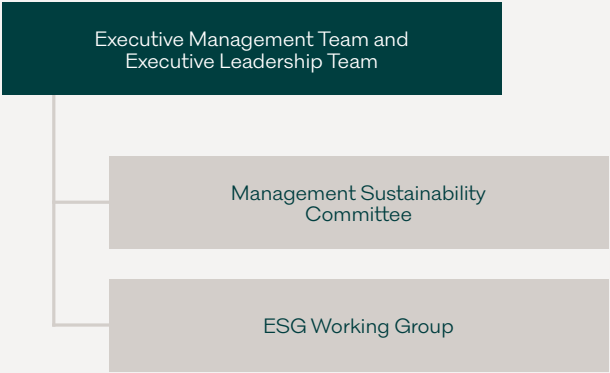 Executive Management Team and
Executive Leadership Team
Management Sustainability
Committee
ESG Working Group